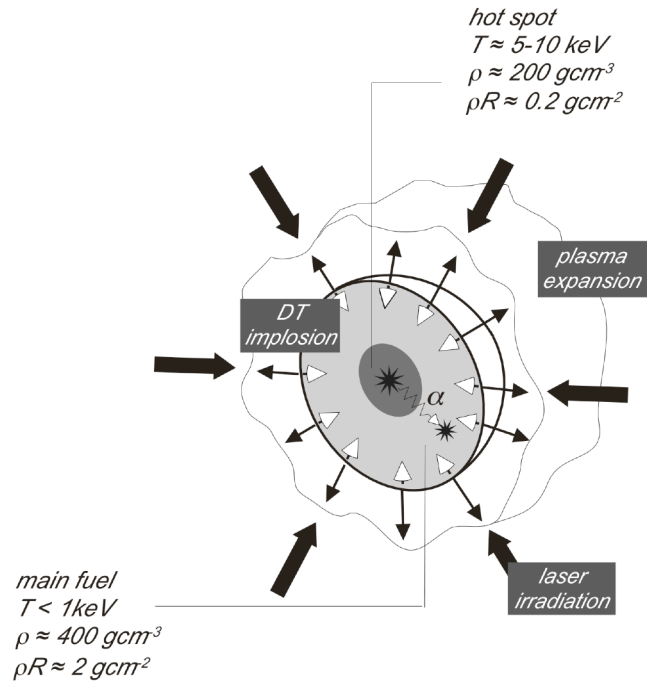 hot spot
T ≈ 5-10 keV
ρ ≈ 200 gcm⁻³
ρR ≈ 0.2 gcm⁻²
plasma
expansion
DT
implosion
α
laser
irradiation
main fuel
T < 1keV
ρ ≈ 400 gcm⁻³
ρR ≈ 2 gcm⁻²